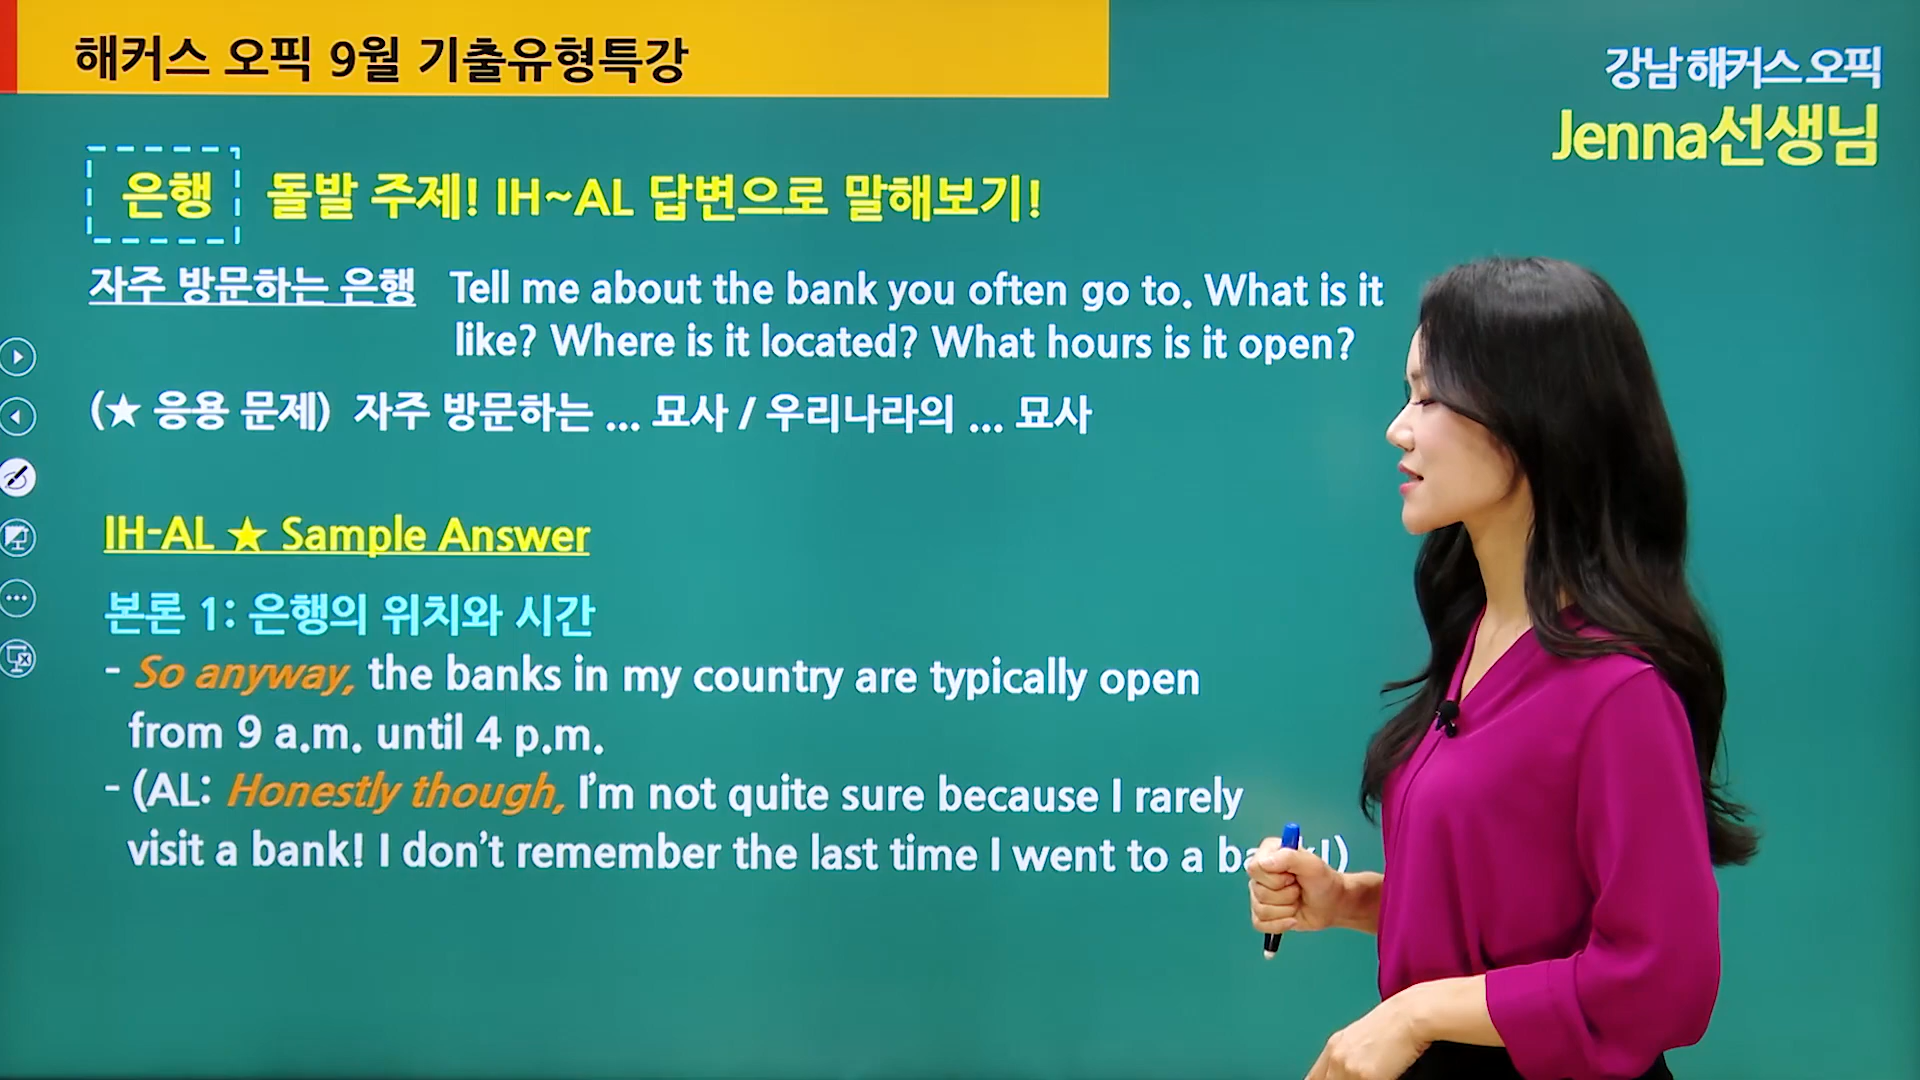 해커스 오픽 9월 기출유형특강
강남 해커스 오픽
Jenna선생님
은행 돌발 주제! IH~AL 답변으로 말해보기!
자주 방문하는 은행 Tell me about the bank you often go to. What is it
like? Where is it located? What hours is it open?
(★ 응용 문제) 자주 방문하는 ... 묘사 / 우리나라의 ... 묘사
IH-AL ★ Sample Answer
본론 1: 은행의 위치와 시간
- So anyway, the banks in my country are typically open
from 9 a.m. until 4 p.m.
- (AL: Honestly though, I'm not quite sure because I rarely
visit a bank! I don't remember the last time I went to a